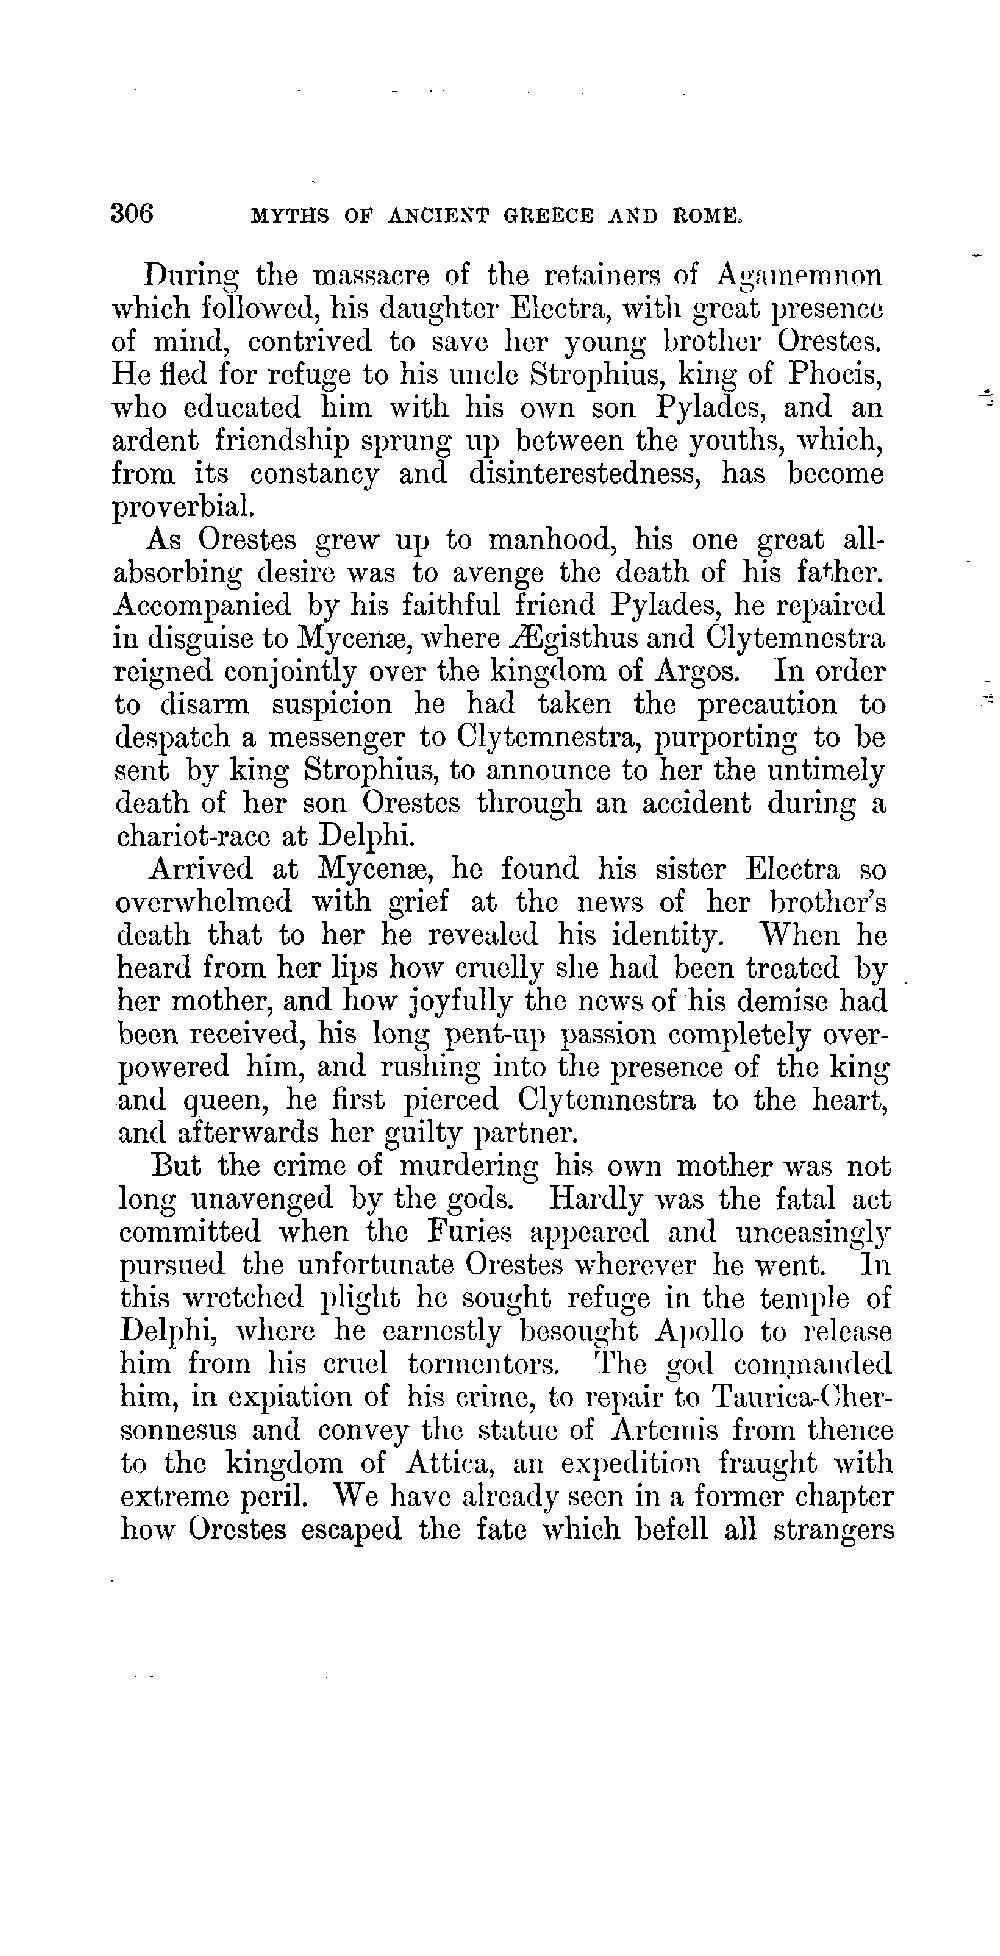 306 MYTHS OF ANCIENT GREECE AND ROME.
During the massacre of the retainers of Agamemnon
which followed, his daughter Electra, with great presence
of mind, contrived to save her young brother Orestes.
He fled for refuge to his uncle Strophius, king of Phocis,
who educated him with his own son Pylades, and an
ardent friendship sprung up between the youths, which,
from its constancy and disinterestedness, has become
proverbial.
As Orestes grew up to manhood, his one great all-
absorbing desire was to avenge the death of his father.
Accompanied by his faithful friend Pylades, he repaired
in disguise to Mycenæ, where Ægisthus and Clytemnestra
reigned conjointly over the kingdom of Argos. In order
to disarm suspicion he had taken the precaution to
despatch a messenger to Clytemnestra, purporting to be
sent by king Strophius, to announce to her the untimely
death of her son Orestes through an accident during a
chariot-race at Delphi.
Arrived at Mycenæ, he found his sister Electra so
overwhelmed with grief at the news of her brother's
death that to her he revealed his identity. When he
heard from her lips how cruelly she had been treated by
her mother, and how joyfully the news of his demise had
been received, his long pent-up passion completely over-
powered him, and rushing into the presence of the king
and queen, he first pierced Clytemnestra to the heart,
and afterwards her guilty partner.
But the crime of murdering his own mother was not
long unavenged by the gods. Hardly was the fatal act
committed when the Furies appeared and unceasingly
pursued the unfortunate Orestes wherever he went. In
this wretched plight he sought refuge in the temple of
Delphi, where he earnestly besought Apollo to release
him from his cruel tormentors. The god commanded
him, in expiation of his crime, to repair to Taurica-Cher-
sonnesus and convey the statue of Artemis from thence
to the kingdom of Attica, an expedition fraught with
extreme peril. We have already seen in a former chapter
how Orestes escaped the fate which befell all strangers